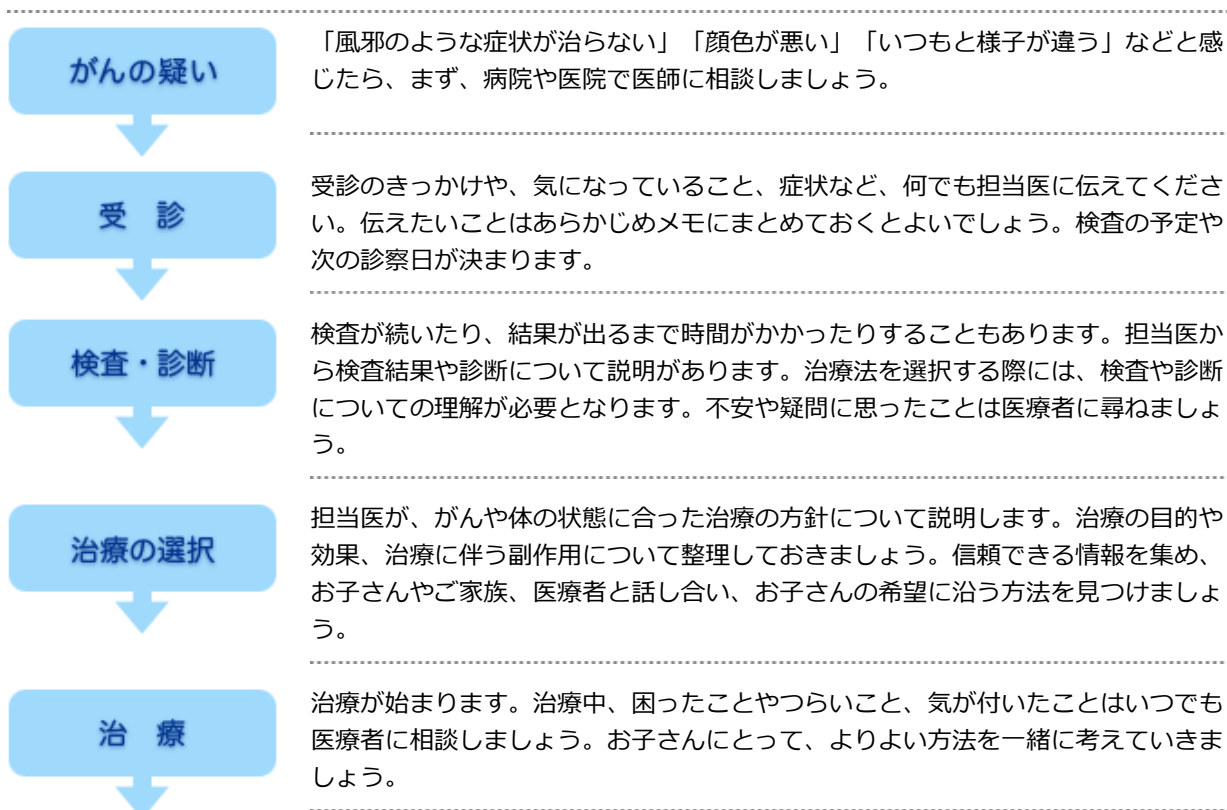 がんの疑い
「風邪のような症状が治らない」「顔色が悪い」「いつもと様子が違う」などと感
じたら、まず、病院や医院で医師に相談しましょう。
受　診
受診のきっかけや、気になっていること、症状など、何でも担当医に伝えてくださ
い。伝えたいことはあらかじめメモにまとめておくとよいでしょう。検査の予定や
次の診察日が決まります。
検査・診断
検査が続いたり、結果が出るまで時間がかかったりすることもあります。担当医か
ら検査結果や診断について説明があります。治療法を選択する際には、検査や診断
についての理解が必要となります。不安や疑問に思ったことは医療者に尋ねましょ
う。
治療の選択
担当医が、がんや体の状態に合った治療の方針について説明します。治療の目的や
効果、治療に伴う副作用について整理しておきましょう。信頼できる情報を集め、
お子さんやご家族、医療者と話し合い、お子さんの希望に沿う方法を見つけましょ
う。
治　療
治療が始まります。治療中、困ったことやつらいこと、気が付いたことはいつでも
医療者に相談しましょう。お子さんにとって、よりよい方法を一緒に考えていきま
しょう。